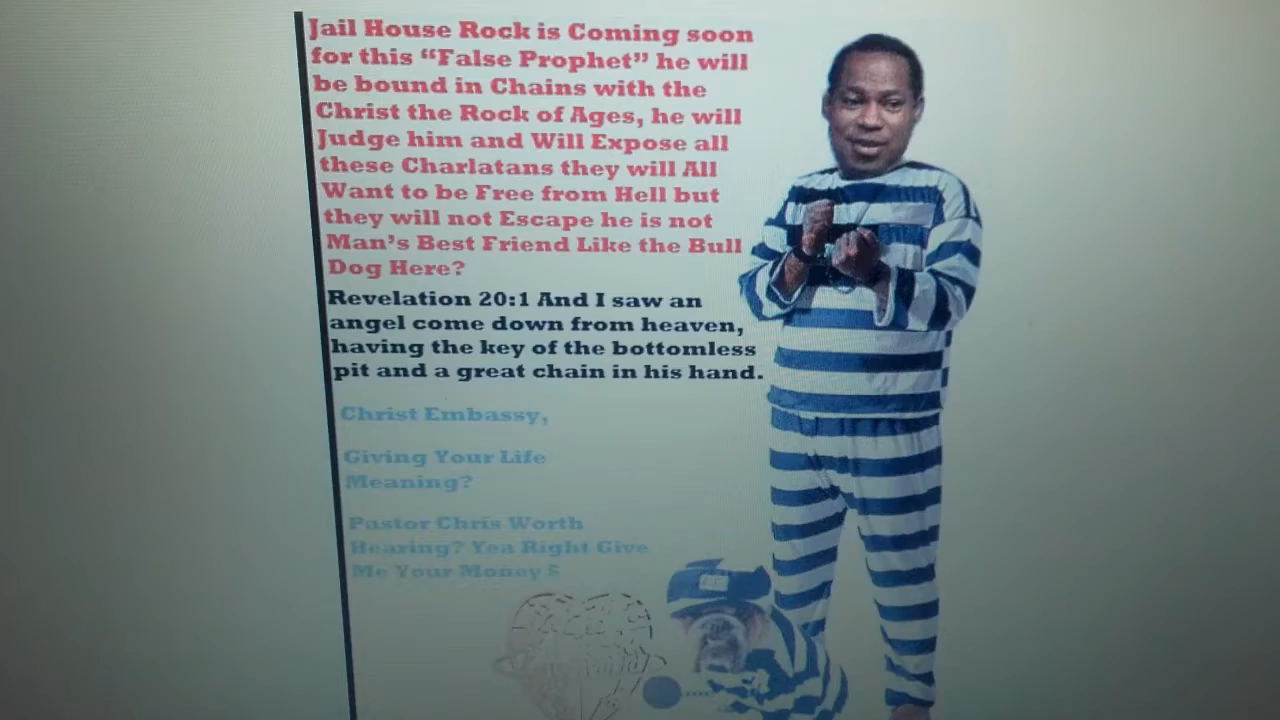 Jail House Rock is Coming soon
for this “False Prophet” he will
be bound in Chains with the
Christ the Rock of Ages, he will
Judge him and Will Expose all
these Charlatans they will All
Want to be Free from Hell but
they will not Escape he is not
Man’s Best Friend Like the Bull
Dog Here?
Revelation 20:1 And I saw an
angel come down from heaven,
having the key of the bottomless
pit and a great chain in his hand.
Christ Embassy,
Giving Your Life
Meaning?
Pastor Chris Worth
Hearing? Yea Right Give
Me Your Money $